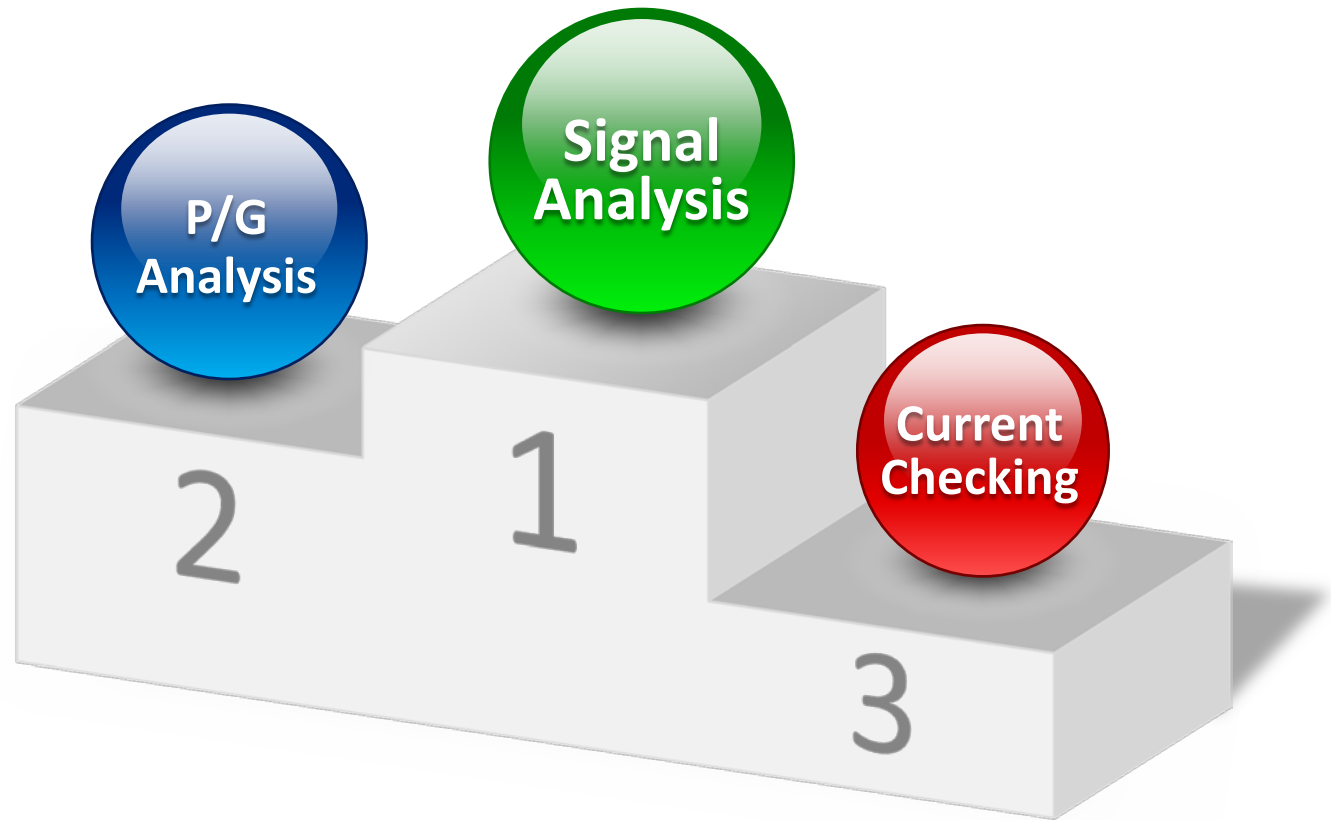 Signal
Analysis
P/G
Analysis
Current
Checking
1
2
3